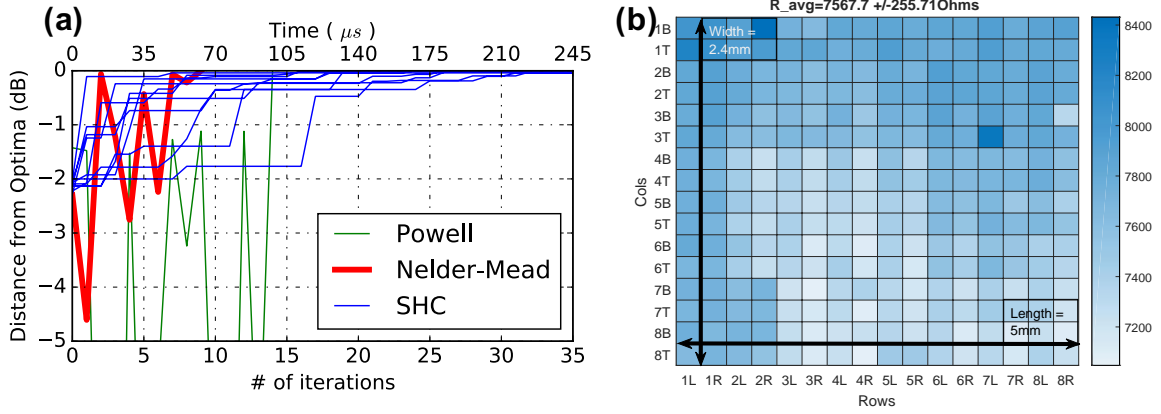 (a)
Time ( μs)
0 35 70 105 140 175 210 245
0
−1
−2
−3
−4
−5
Distance from Optima (dB)
Powell
Nelder-Mead
SHC
0 5 10 15 20 25 30 35
# of iterations
(b)
R_avg=7567.7 +/-255.71Ohms
Width =
2.4mm
Length =
5mm
1B
1T
2B
2T
3B
3T
4B
4T
5B
5T
6B
6T
7B
7T
8B
8T
Cols
1L 1R 2L 2R 3L 3R 4L 4R 5L 5R 6L 6R 7L 7R 8L 8R
Rows
8400
8200
8000
7800
7600
7400
7200